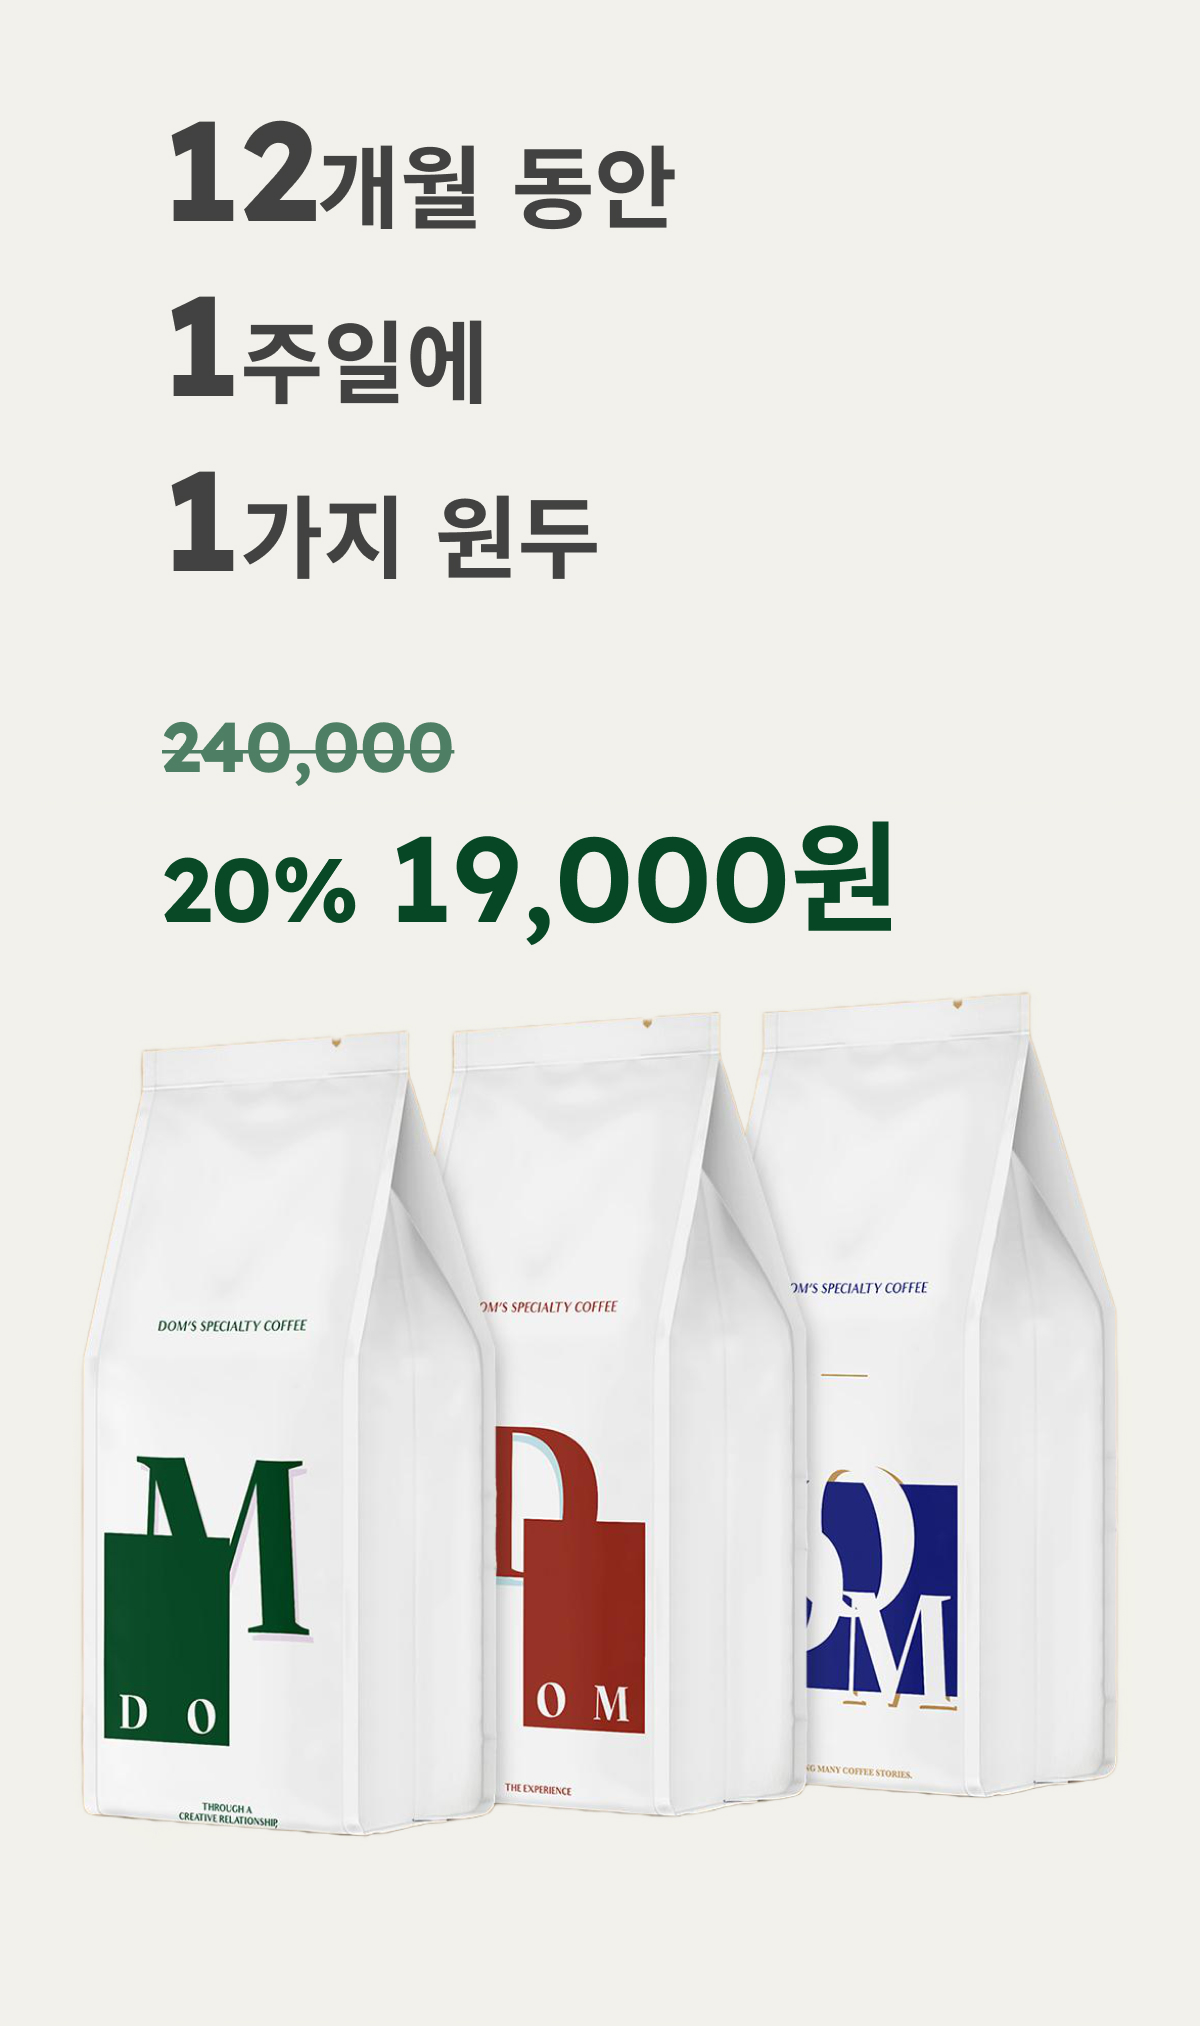 12개월 동안
1주일에
1가지 원두
240,000
20% 19,000원
DOM'S SPECIALTY COFFEE
M
D O
THROUGH A
CREATIVE RELATIONSHIP,
OM'S SPECIALTY COFFEE
D
O M
THE EXPERIENCE
OM'S SPECIALTY COFFEE
O
M
MANY COFFEE STORIES.